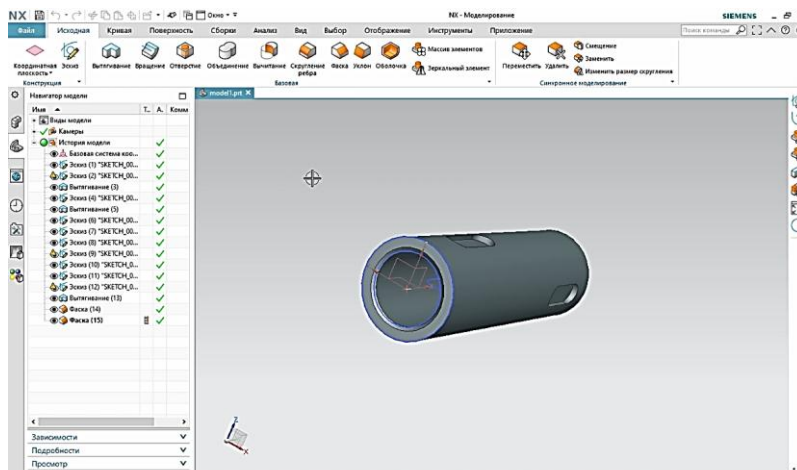 NX
Окно
NX - Моделирование
SIEMENS
Файл Исходная Кривая Поверхность Сборки Анализ Вид Выбор Отображение Инструменты Приложение
Поиск команды
Координатная плоскость Эскиз Вытягивание Вращение Отверстие Объединение Вычитание Скругление ребра Фаска Уклон Оболочка
Массив элементов
Зеркальный элемент
Переместить Удалить
Смещение
Заменить
Изменить размер скругления
Конструкция Базовая Синхронное моделирование
Навигатор модели
model1.prt
Имя Т.. А.. Комм
Виды модели
Камеры
История модели
Базовая система коо...
Эскиз (1) "SKETCH_00...
Эскиз (2) "SKETCH_00...
Вытягивание (3)
Эскиз (4) "SKETCH_00...
Вытягивание (5)
Эскиз (6) "SKETCH_00...
Эскиз (7) "SKETCH_00...
Эскиз (8) "SKETCH_00...
Эскиз (9) "SKETCH_00...
Эскиз (10) "SKETCH_0...
Эскиз (11) "SKETCH_0...
Эскиз (12) "SKETCH_0...
Вытягивание (13)
Фаска (14)
Фаска (15)
Z
X
Зависимости
Подробности
Просмотр